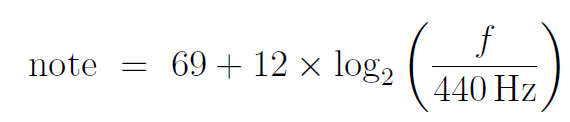 note = 69 + 12 × log₂ ( f / 440 Hz )